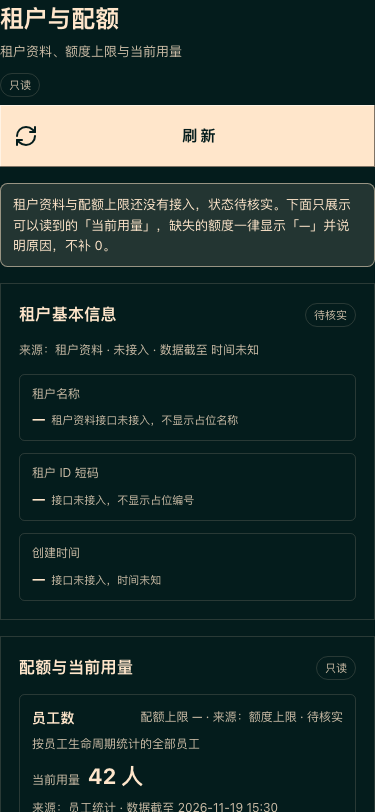 租户与配额
租户资料、额度上限与当前用量
只读
刷新
租户资料与配额上限还没有接入，状态待核实。下面只展示
可以读到的「当前用量」，缺失的额度一律显示「—」并说
明原因，不补 0。
租户基本信息
待核实
来源：租户资料 · 未接入 · 数据截至 时间未知
租户名称
— 租户资料接口未接入，不显示占位名称
租户 ID 短码
— 接口未接入，不显示占位编号
创建时间
— 接口未接入，时间未知
配额与当前用量
只读
员工数
配额上限 — · 来源：额度上限 · 待核实
按员工生命周期统计的全部员工
当前用量 42 人
来源：员工统计 · 数据截至 2026-11-19 15:30